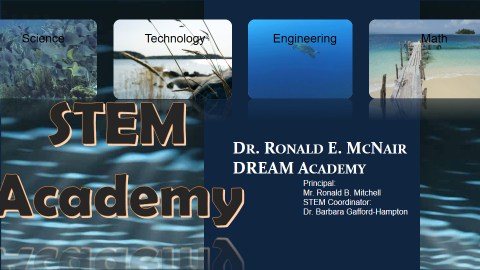 Science Technology Engineering Math
STEM
Academy
DR. RONALD E. MCNAIR
DREAM ACADEMY
Principal:
Mr. Ronald B. Mitchell
STEM Coordinator:
Dr. Barbara Gafford-Hampton